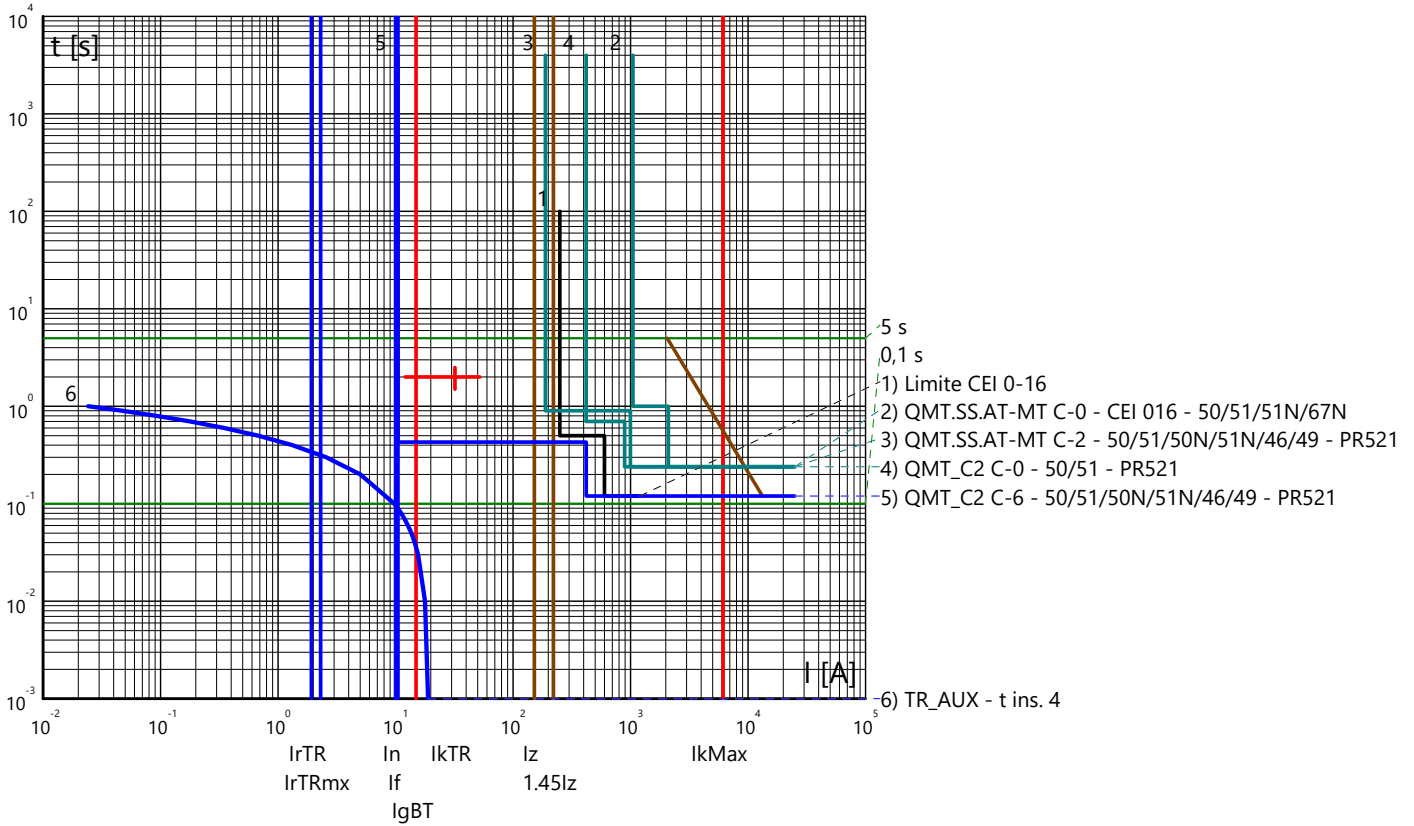 10^4
t [s]
5
3
4
2
10^3
10^2
1
10^1
5 s
0,1 s
1) Limite CEI 0-16
6
10^0
2) QMT.SS.AT-MT C-0 - CEI 016 - 50/51/51N/67N
3) QMT.SS.AT-MT C-2 - 50/51/50N/51N/46/49 - PR521
4) QMT_C2 C-0 - 50/51 - PR521
5) QMT_C2 C-6 - 50/51/50N/51N/46/49 - PR521
10^-1
10^-2
I [A]
10^-3
6) TR_AUX - t ins. 4
10^-2 10^-1 10^0 10^1 10^2 10^3 10^4 10^5
IrTR In IkTR Iz IkMax
IrTRmx If 1.45Iz
IgBT